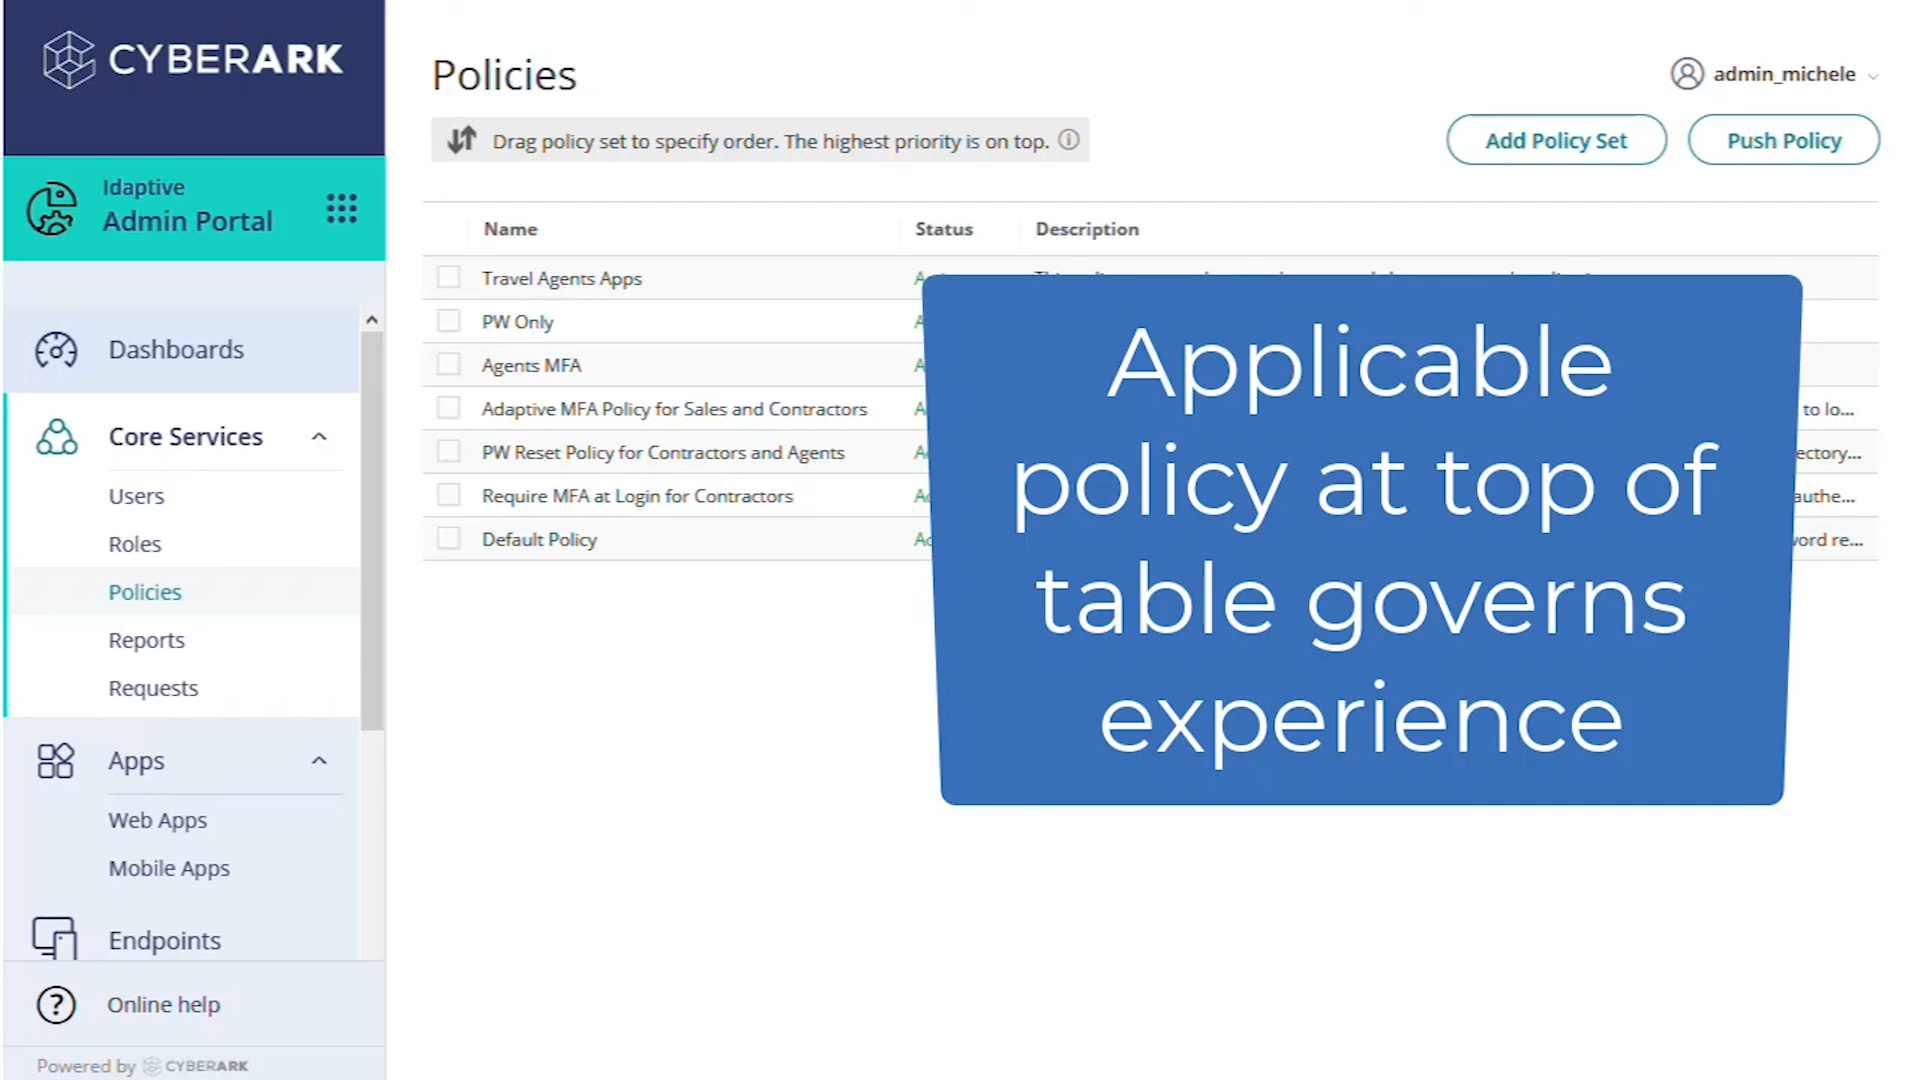 CYBERARK
Idaptive
Admin Portal
Dashboards
Core Services
Users
Roles
Policies
Reports
Requests
Apps
Web Apps
Mobile Apps
Endpoints
Online help
Powered by CYBERARK
Policies
admin_michele
Drag policy set to specify order. The highest priority is on top.
Add Policy Set
Push Policy
Name Status Description
Travel Agents Apps
PW Only
Agents MFA
Adaptive MFA Policy for Sales and Contractors to lo...
PW Reset Policy for Contractors and Agents ectory...
Require MFA at Login for Contractors authe...
Default Policy ord re...
Applicable
policy at top of
table governs
experience